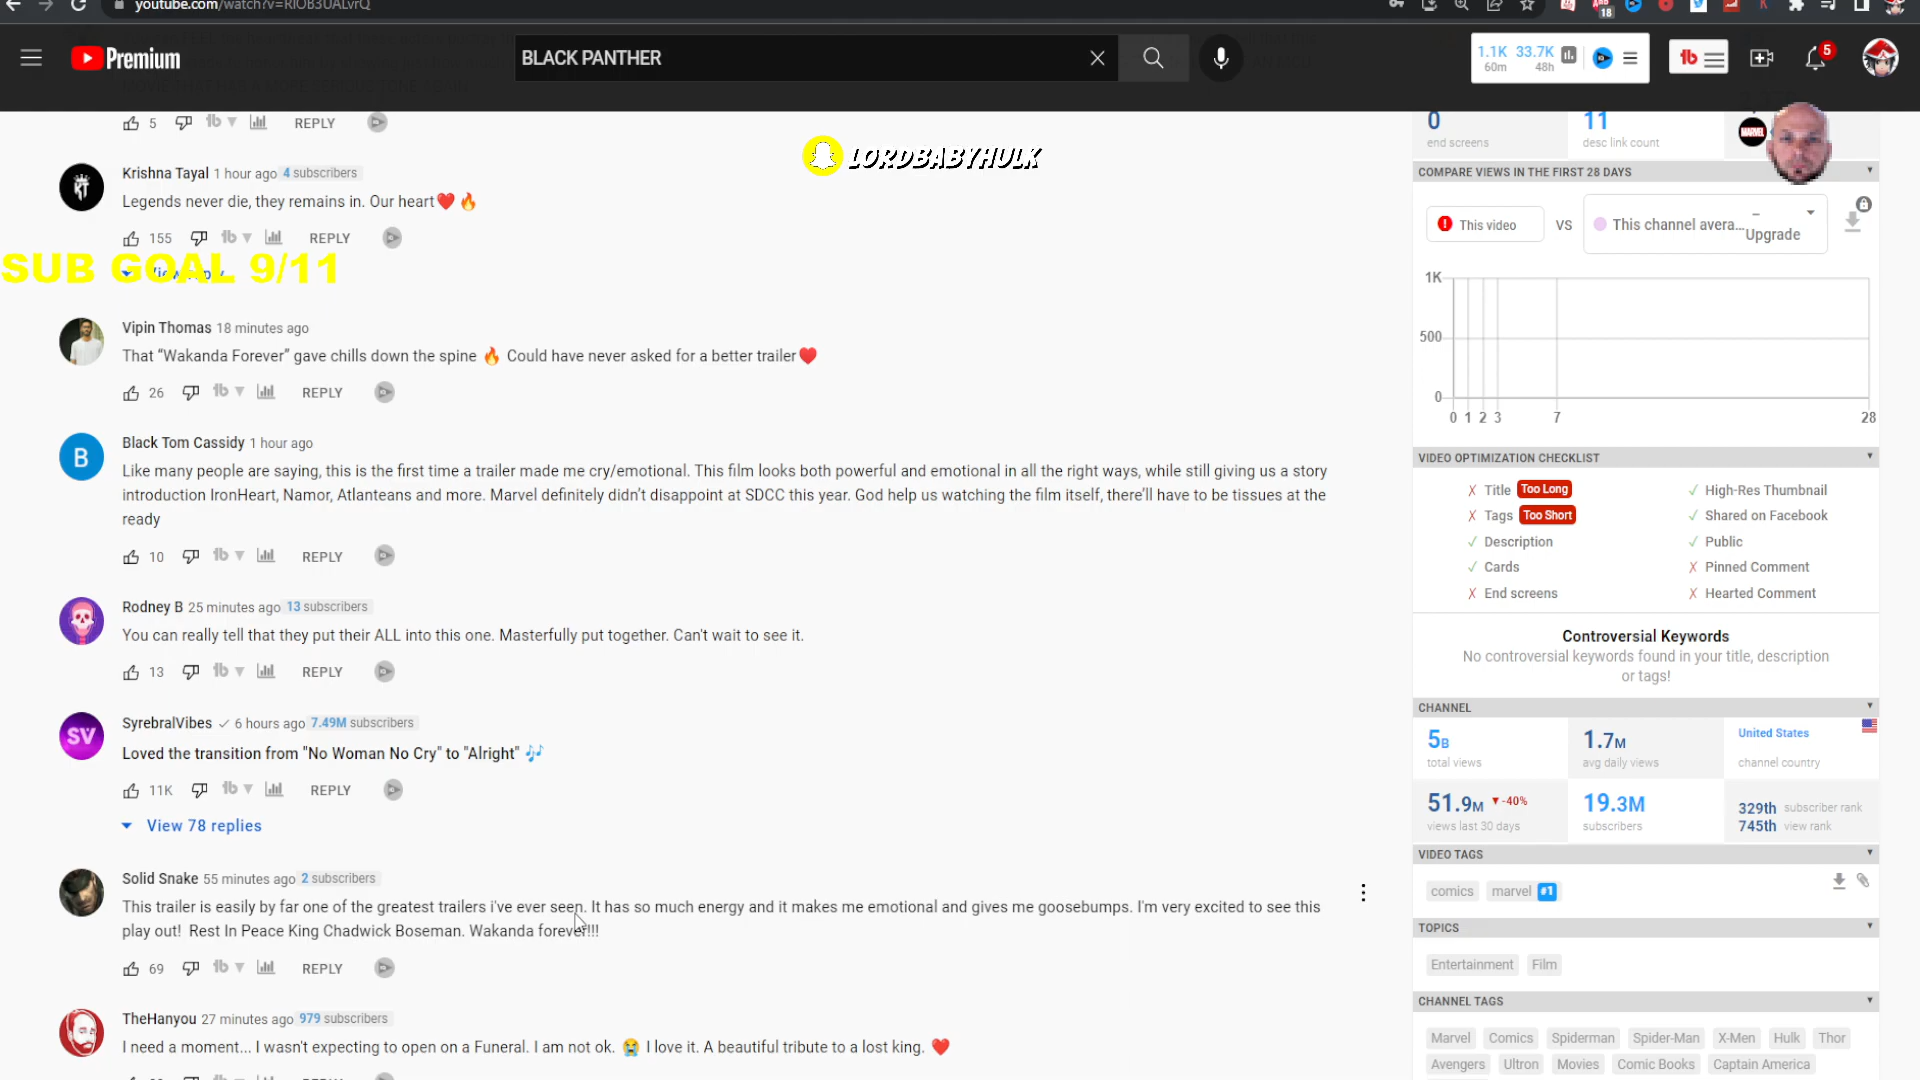 youtube.com/watch?v=RlOB3UALvrQ
18
Premium
BLACK PANTHER
1.1K 33.7K
60m 48h
5
5 REPLY
LORDBABYHULK
Krishna Tayal 1 hour ago 4 subscribers
Legends never die, they remains in. Our heart❤️ 🔥
155 REPLY
SUB GOAL 9/11
View reply
Vipin Thomas 18 minutes ago
That “Wakanda Forever” gave chills down the spine 🔥 Could have never asked for a better trailer❤️
26 REPLY
B
Black Tom Cassidy 1 hour ago
Like many people are saying, this is the first time a trailer made me cry/emotional. This film looks both powerful and emotional in all the right ways, while still giving us a story
introduction IronHeart, Namor, Atlanteans and more. Marvel definitely didn’t disappoint at SDCC this year. God help us watching the film itself, there’ll have to be tissues at the
ready
10 REPLY
Rodney B 25 minutes ago 13 subscribers
You can really tell that they put their ALL into this one. Masterfully put together. Can't wait to see it.
13 REPLY
SV
SyrebralVibes ✓ 6 hours ago 7.49M subscribers
Loved the transition from "No Woman No Cry" to "Alright" 🎶
11K REPLY
View 78 replies
Solid Snake 55 minutes ago 2 subscribers
This trailer is easily by far one of the greatest trailers i've ever seen. It has so much energy and it makes me emotional and gives me goosebumps. I'm very excited to see this
play out! Rest In Peace King Chadwick Boseman. Wakanda forever!!!
69 REPLY
TheHanyou 27 minutes ago 979 subscribers
I need a moment... I wasn't expecting to open on a Funeral. I am not ok. 😭 I love it. A beautiful tribute to a lost king. ❤️
0 11
end screens desc link count
MARVEL
COMPARE VIEWS IN THE FIRST 28 DAYS
This video VS This channel avera... –
Upgrade
1K
500
0
0 1 2 3 7 28
VIDEO OPTIMIZATION CHECKLIST
✗ Title Too Long ✓ High-Res Thumbnail
✗ Tags Too Short ✓ Shared on Facebook
✓ Description ✓ Public
✓ Cards ✗ Pinned Comment
✗ End screens ✗ Hearted Comment
Controversial Keywords
No controversial keywords found in your title, description
or tags!
CHANNEL
5B 1.7M United States
total views avg daily views channel country
51.9M ▼-40% 19.3M 329th subscriber rank
views last 30 days subscribers 745th view rank
VIDEO TAGS
comics marvel #1
TOPICS
Entertainment Film
CHANNEL TAGS
Marvel Comics Spiderman Spider-Man X-Men Hulk Thor
Avengers Ultron Movies Comic Books Captain America